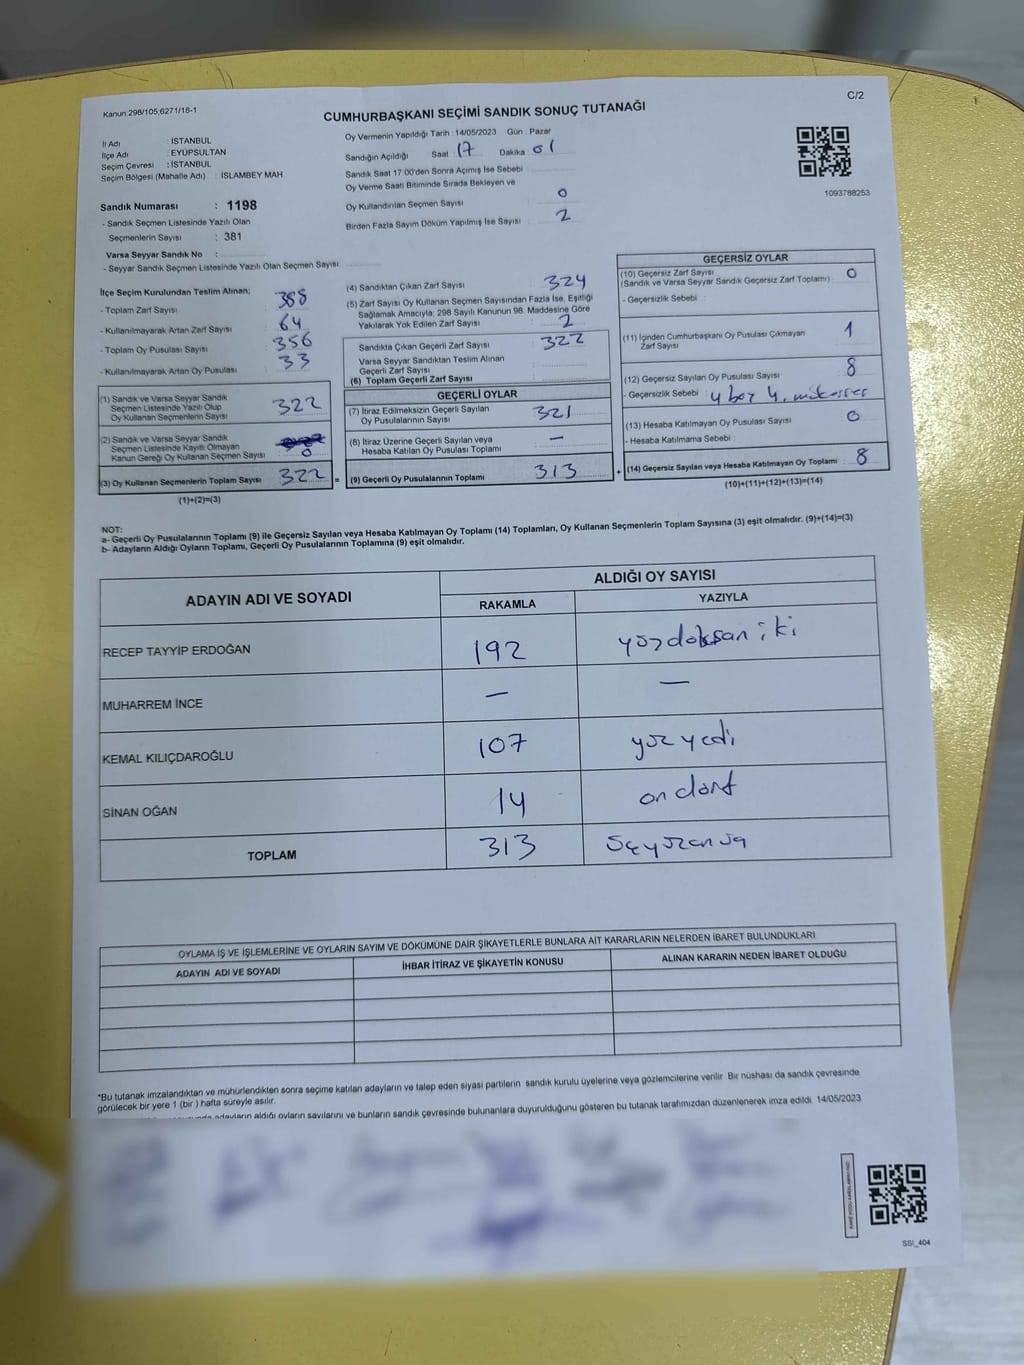 Kanun:298/105,6271/16-1
CUMHURBAŞKANI SEÇİMİ SANDIK SONUÇ TUTANAĞI
C/2
İl Adı : İSTANBUL
İlçe Adı : EYÜPSULTAN
Seçim Çevresi : İSTANBUL
Seçim Bölgesi (Mahalle Adı) : İSLAMBEY MAH
Sandık Numarası : 1198
- Sandık Seçmen Listesinde Yazılı Olan
Seçmenlerin Sayısı : 381
Varsa Seyyar Sandık No :
- Seyyar Sandık Seçmen Listesinde Yazılı Olan Seçmen Sayısı
Oy Vermenin Yapıldığı Tarih : 14/05/2023 Gün : Pazar
Sandığın Açıldığı Saat : 17 Dakika : 01
Sandık Saat 17:00'den Sonra Açımış İse Sebebi
Oy Verme Saati Bitiminde Sırada Bekleyen ve
Oy Kullandırılan Seçmen Sayısı : 0
Birden Fazla Sayım Döküm Yapılmış İse Sayısı : 2
1093788253
İlçe Seçim Kurulundan Teslim Alınan;
- Toplam Zarf Sayısı : 388
- Kullanılmayarak Artan Zarf Sayısı : 64
- Toplam Oy Pusulası Sayısı : 356
- Kullanılmayarak Artan Oy Pusulası : 33
(1) Sandık ve Varsa Seyyar Sandık
Seçmen Listesinde Yazılı Olup
Oy Kullanan Seçmenlerin Sayısı : 322
(2) Sandık ve Varsa Seyyar Sandık
Seçmen Listesinde Kayıtlı Olmayan
Kanun Gereği Oy Kullanan Seçmen Sayısı : 0
(3) Oy Kullanan Seçmenlerin Toplam Sayısı : 322
(1)+(2)=(3)
(4) Sandıktan Çıkan Zarf Sayısı : 324
(5) Zarf Sayısı Oy Kullanan Seçmen Sayısından Fazla İse, Eşitliği
Sağlamak Amacıyla; 298 Sayılı Kanunun 98. Maddesine Göre
Yakılarak Yok Edilen Zarf Sayısı : 2
Sandıkta Çıkan Geçerli Zarf Sayısı : 322
Varsa Seyyar Sandıktan Teslim Alınan
Geçerli Zarf Sayısı
(6) Toplam Geçerli Zarf Sayısı
GEÇERLİ OYLAR
(7) İtiraz Edilmeksizin Geçerli Sayılan
Oy Pusulalarının Sayısı : 321
(8) İtiraz Üzerine Geçerli Sayılan veya
Hesaba Katılan Oy Pusulası Toplamı : —
= (9) Geçerli Oy Pusulalarının Toplamı : 313
GEÇERSİZ OYLAR
(10) Geçersiz Zarf Sayısı : 0
(Sandık ve Varsa Seyyar Sandık Geçersiz Zarf Toplamı)
- Geçersizlik Sebebi :
(11) İçinden Cumhurbaşkanı Oy Pusulası Çıkmayan
Zarf Sayısı : 1
(12) Geçersiz Sayılan Oy Pusulası Sayısı : 8
- Geçersizlik Sebebi : 4 boş 4
(13) Hesaba Katılmayan Oy Pusulası Sayısı : 0
- Hesaba Katılmama Sebebi
+ (14) Geçersiz Sayılan veya Hesaba Katılmayan Oy Toplamı : 8
(10)+(11)+(12)+(13)=(14)
NOT:
a- Geçerli Oy Pusulalarının Toplamı (9) ile Geçersiz Sayılan veya Hesaba Katılmayan Oy Toplamı (14) Toplamları, Oy Kullanan Seçmenlerin Toplam Sayısına (3) eşit olmalıdır. (9)+(14)=(3)
b- Adayların Aldığı Oyların Toplamı, Geçerli Oy Pusulalarının Toplamına (9) eşit olmalıdır.
ADAYIN ADI VE SOYADI
ALDIĞI OY SAYISI
RAKAMLA YAZIYLA
RECEP TAYYİP ERDOĞAN 192 yüzdoksan iki
MUHARREM İNCE — —
KEMAL KILIÇDAROĞLU 107 yüzyedi
SİNAN OĞAN 14 ondört
TOPLAM 313 üçyüzonüç
OYLAMA İŞ VE İŞLEMLERİNE VE OYLARIN SAYIM VE DÖKÜMÜNE DAİR ŞİKAYETLERLE BUNLARA AİT KARARLARIN NELERDEN İBARET BULUNDUKLARI
ADAYIN ADI VE SOYADI İHBAR İTİRAZ VE ŞİKAYETİN KONUSU ALINAN KARARIN NEDEN İBARET OLDUĞU
*Bu tutanak imzalandıktan ve mühürlendikten sonra seçime katılan adayların ve talep eden siyasi partilerin sandık kurulu üyelerine veya gözlemcilerine verilir. Bir nüshası da sandık çevresinde
görülecek bir yere 1 (bir ) hafta süreyle asılır.
adayların aldığı oyların sayılarını ve bunların sandık çevresinde bulunanlara duyurulduğunu gösteren bu tutanak tarafımızdan düzenlenerek imza edildi. 14/05/2023
SSI_404